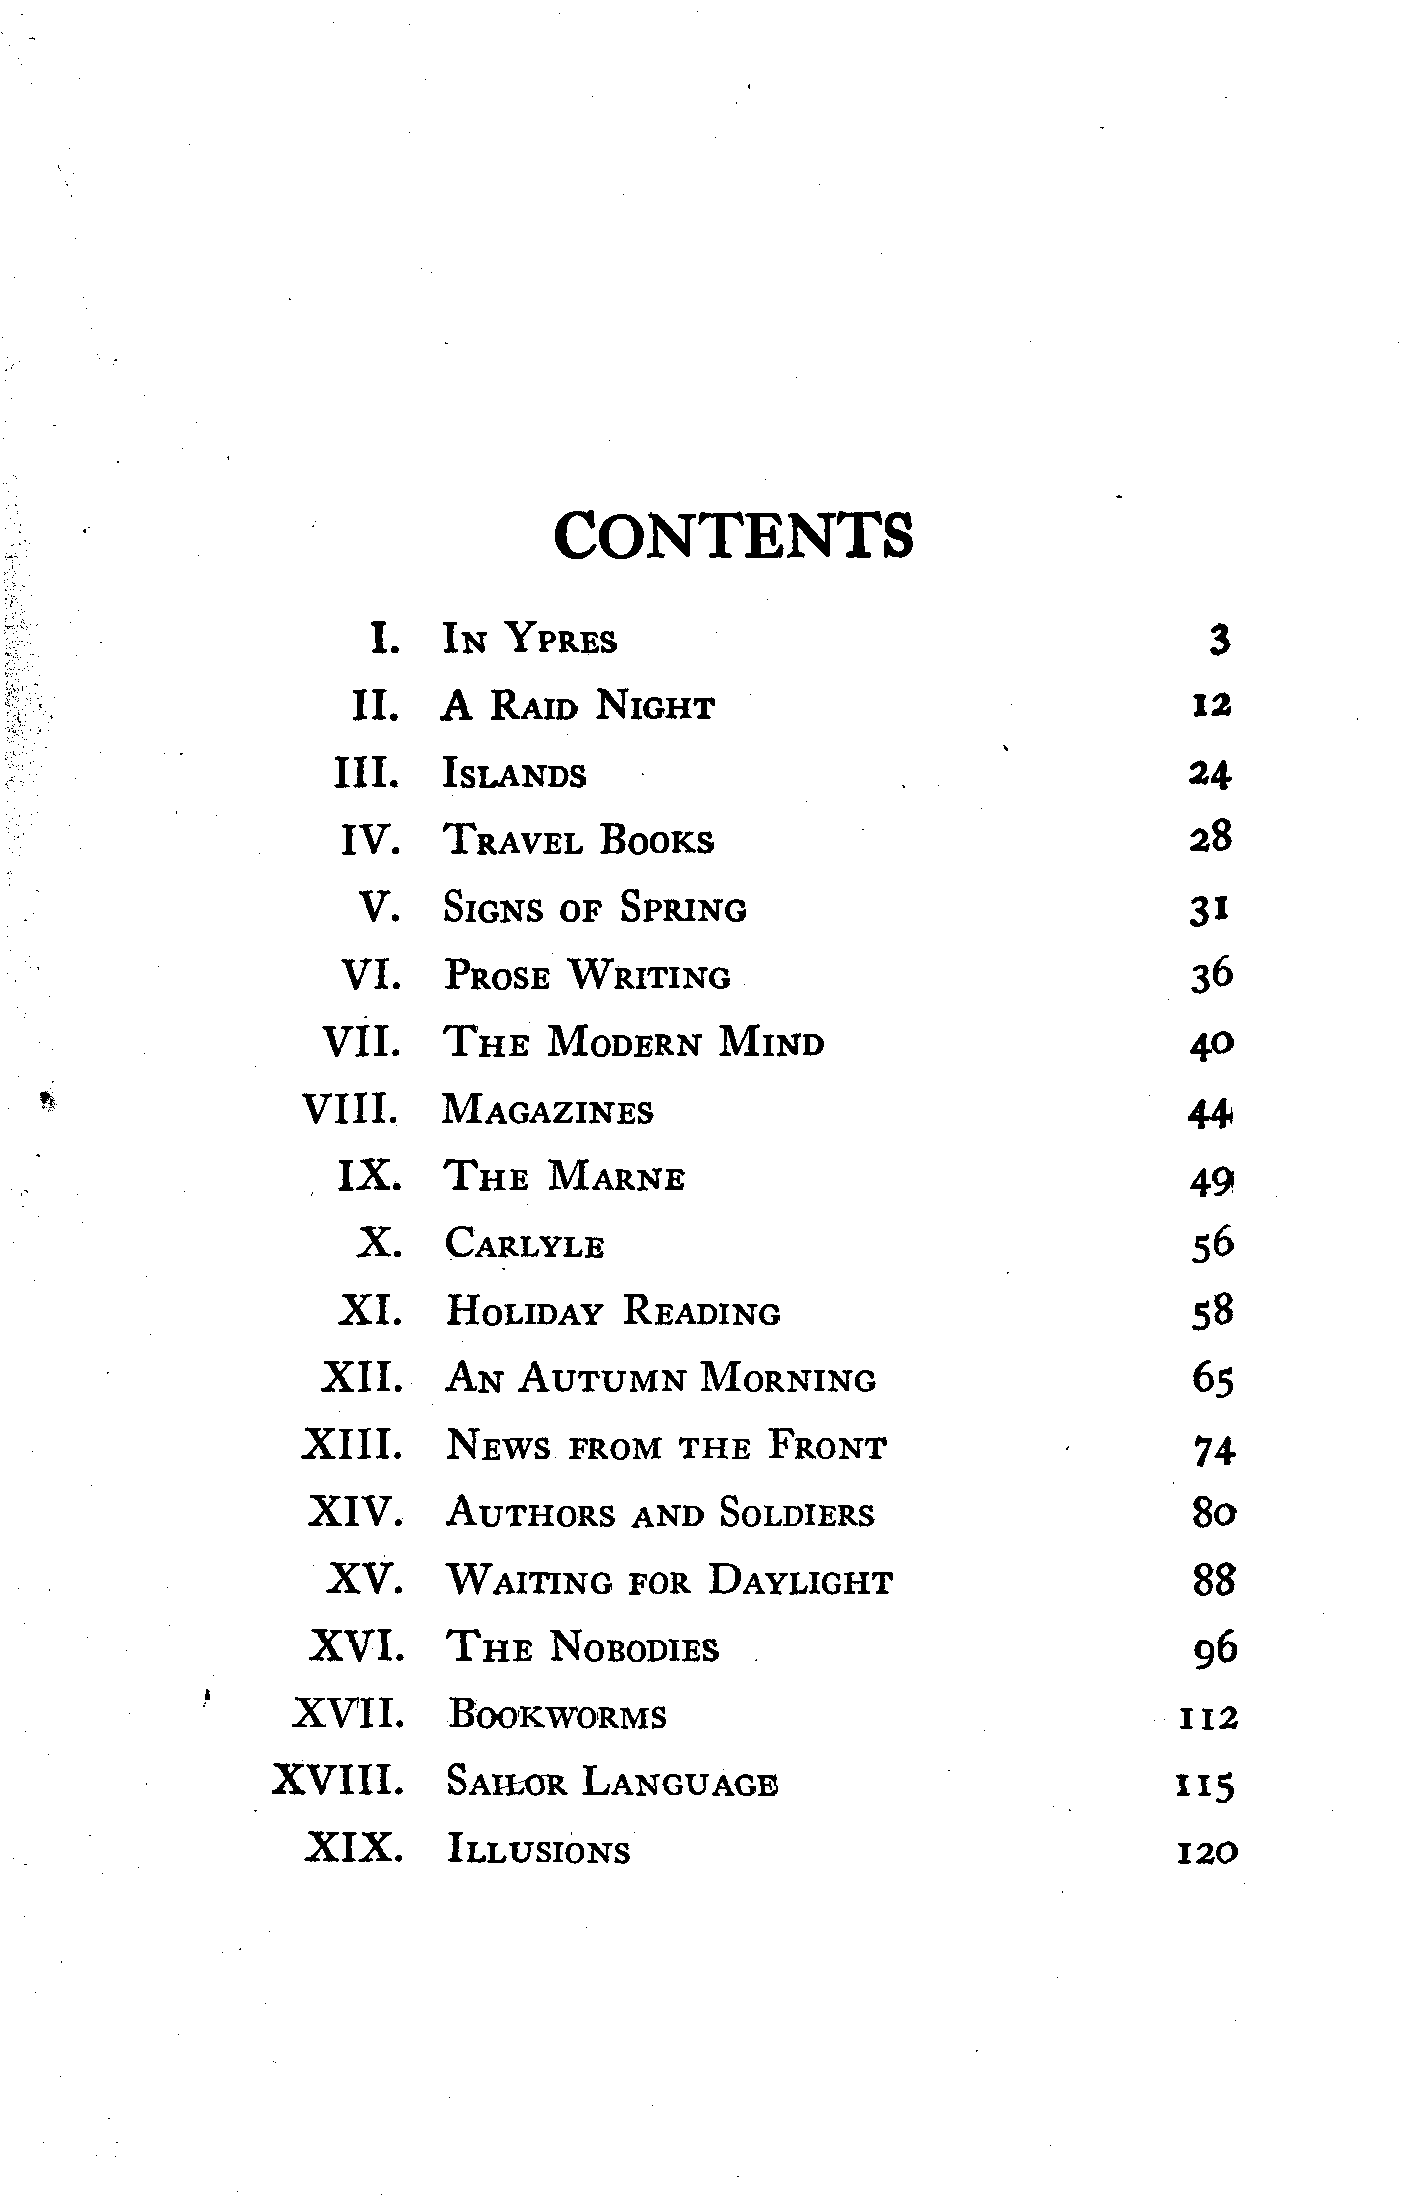 CONTENTS
I. In Ypres 3
II. A Raid Night 12
III. Islands 24
IV. Travel Books 28
V. Signs of Spring 31
VI. Prose Writing 36
VII. The Modern Mind 40
VIII. Magazines 44
IX. The Marne 49
X. Carlyle 56
XI. Holiday Reading 58
XII. An Autumn Morning 65
XIII. News from the Front 74
XIV. Authors and Soldiers 80
XV. Waiting for Daylight 88
XVI. The Nobodies 96
XVII. Bookworms 112
XVIII. Sailor Language 115
XIX. Illusions 120